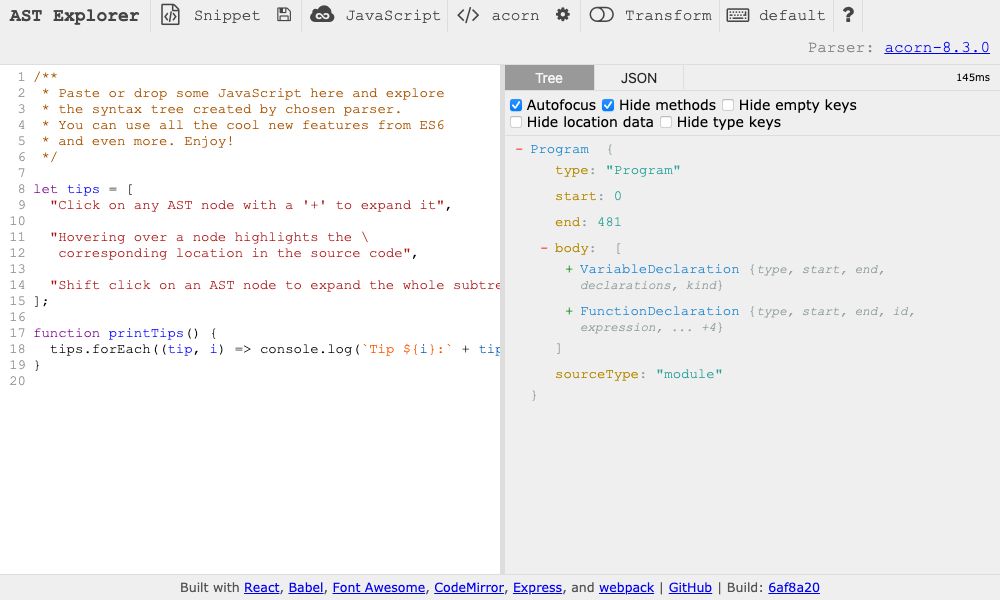 AST Explorer Snippet JavaScript </> acorn Transform default ?
Parser: acorn-8.3.0
1 /**
2  * Paste or drop some JavaScript here and explore
3  * the syntax tree created by chosen parser.
4  * You can use all the cool new features from ES6
5  * and even more. Enjoy!
6  */
7
8 let tips = [
9   "Click on any AST node with a '+' to expand it",
10
11   "Hovering over a node highlights the \
12    corresponding location in the source code",
13
14   "Shift click on an AST node to expand the whole subtre
15 ];
16
17 function printTips() {
18   tips.forEach((tip, i) => console.log(`Tip ${i}:` + tip
19 }
20
Tree JSON 145ms
Autofocus Hide methods Hide empty keys
Hide location data Hide type keys
- Program {
type: "Program"
start: 0
end: 481
- body: [
+ VariableDeclaration {type, start, end,
declarations, kind}
+ FunctionDeclaration {type, start, end, id,
expression, ... +4}
]
sourceType: "module"
}
Built with React, Babel, Font Awesome, CodeMirror, Express, and webpack | GitHub | Build: 6af8a20